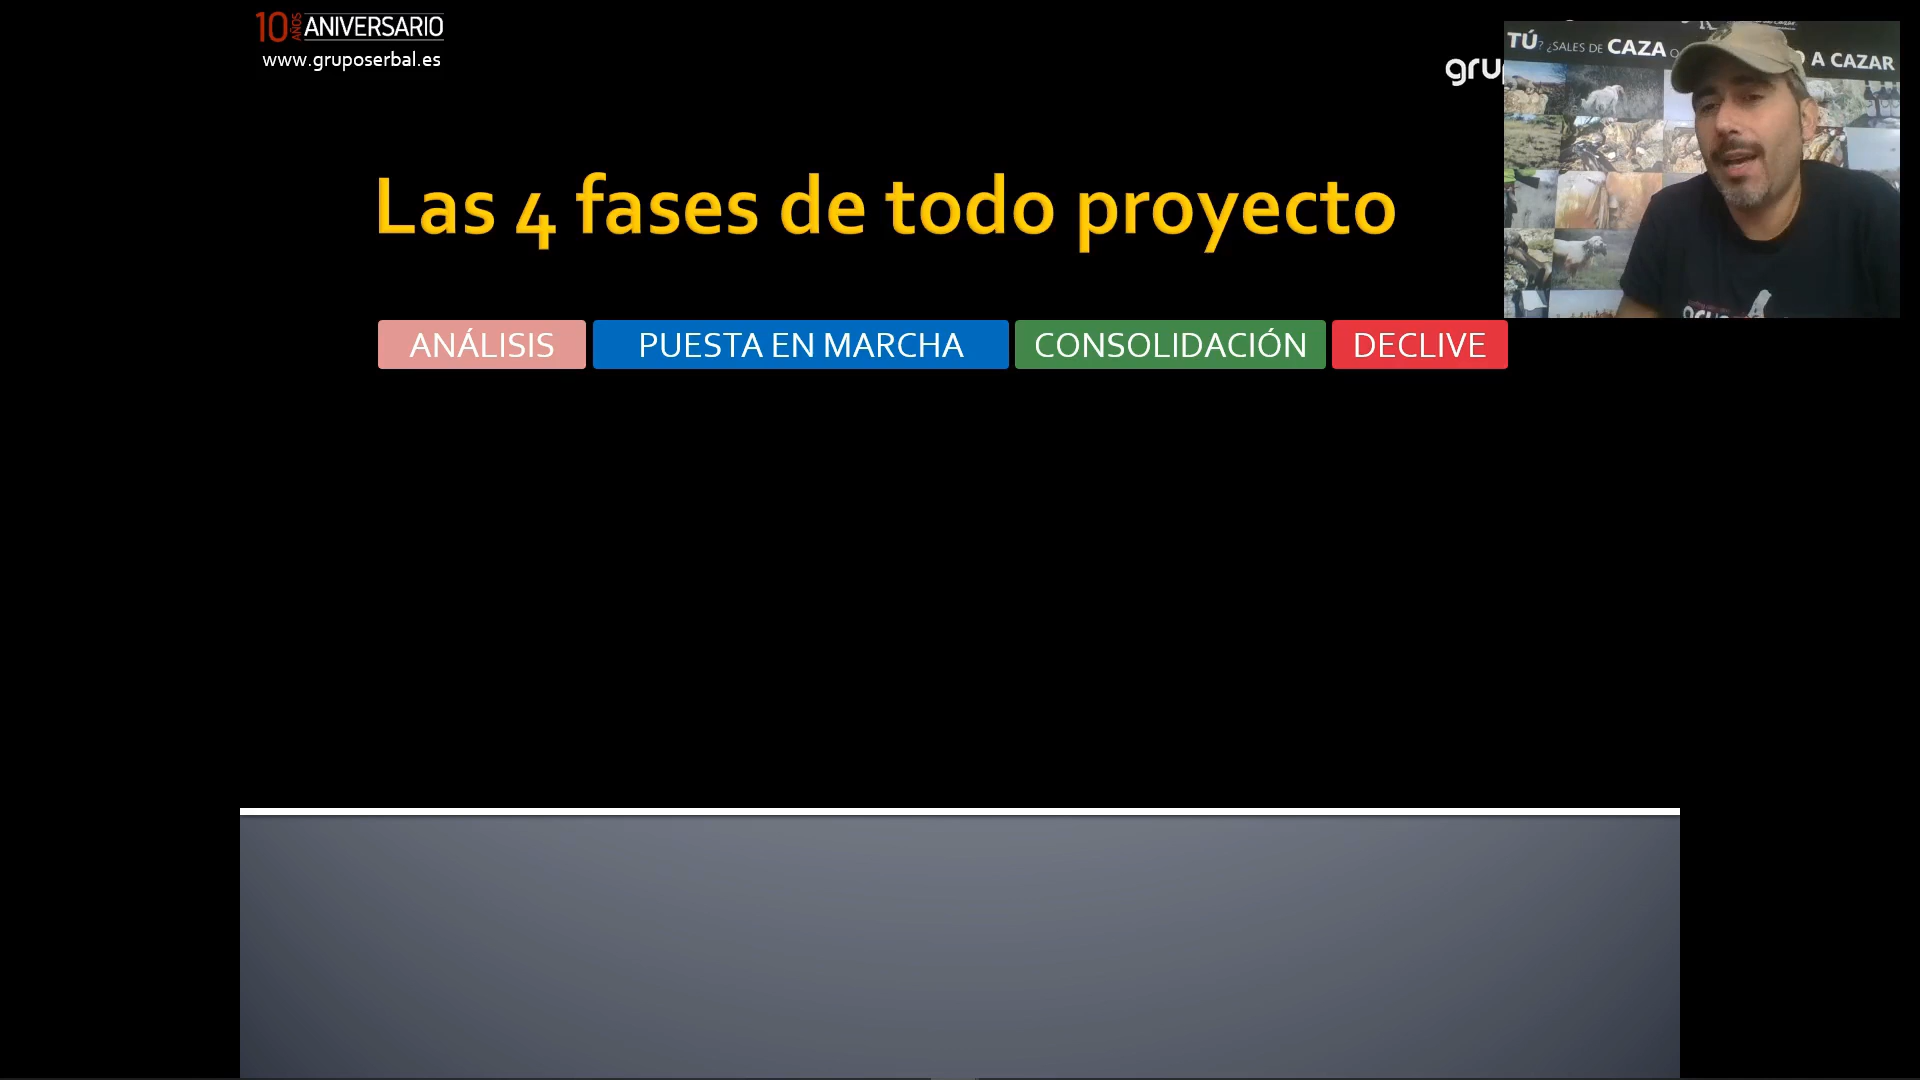 10 AÑOS ANIVERSARIO
www.gruposerbal.es
TÚ? ¿SALES DE CAZA O
A CAZAR
Las 4 fases de todo proyecto
ANÁLISIS
PUESTA EN MARCHA
CONSOLIDACIÓN
DECLIVE